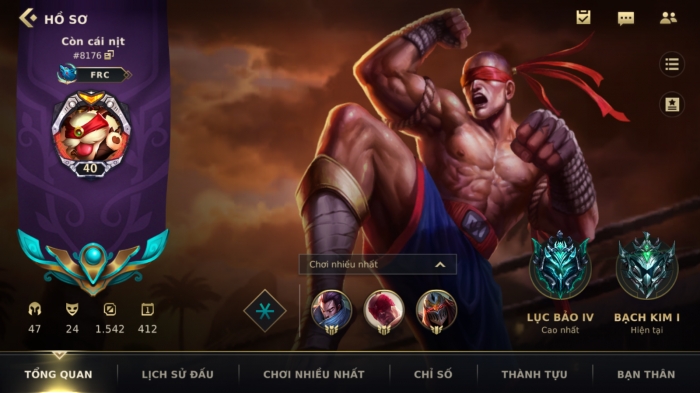 HỒ SƠ
Còn cái nịt
#8176
FRC
40
47
24
1.542
412
Chơi nhiều nhất
LỤC BẢO IV
Cao nhất
BẠCH KIM I
Hiện tại
TỔNG QUAN
LỊCH SỬ ĐẤU
CHƠI NHIỀU NHẤT
CHỈ SỐ
THÀNH TỰU
BẠN THÂN